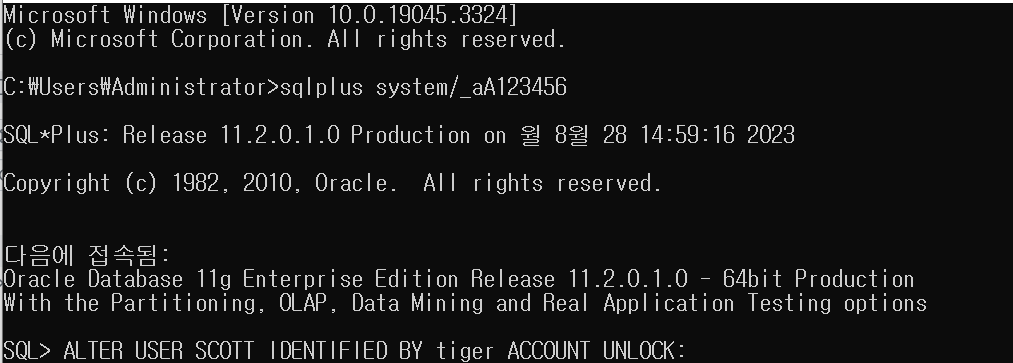 Microsoft Windows [Version 10.0.19045.3324]
(c) Microsoft Corporation. All rights reserved.
C:₩Users₩Administrator>sqlplus system/_aA123456
SQL*Plus: Release 11.2.0.1.0 Production on 월 8월 28 14:59:16 2023
Copyright (c) 1982, 2010, Oracle.  All rights reserved.
다음에 접속됨:
Oracle Database 11g Enterprise Edition Release 11.2.0.1.0 - 64bit Production
With the Partitioning, OLAP, Data Mining and Real Application Testing options
SQL> ALTER USER SCOTT IDENTIFIED BY tiger ACCOUNT UNLOCK: